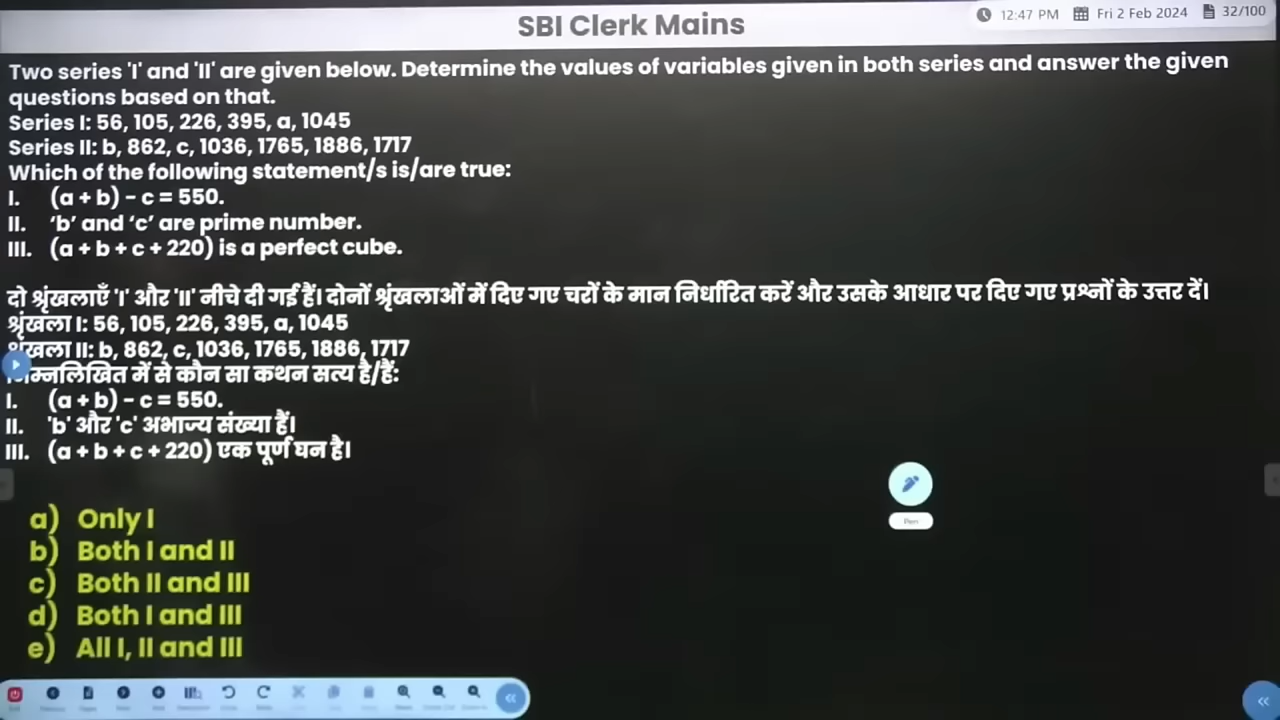 SBI Clerk Mains
12:47 PM Fri 2 Feb 2024 32/100
Two series 'I' and 'II' are given below. Determine the values of variables given in both series and answer the given
questions based on that.
Series I: 56, 105, 226, 395, a, 1045
Series II: b, 862, c, 1036, 1765, 1886, 1717
Which of the following statement/s is/are true:
I. (a + b) – c = 550.
II. 'b' and 'c' are prime number.
III. (a + b + c + 220) is a perfect cube.
दो श्रृंखलाएँ 'I' और 'II' नीचे दी गई हैं। दोनों श्रृंखलाओं में दिए गए चरों के मान निर्धारित करें और उसके आधार पर दिए गए प्रश्नों के उत्तर दें।
श्रृंखला I: 56, 105, 226, 395, a, 1045
श्रृंखला II: b, 862, c, 1036, 1765, 1886, 1717
निम्नलिखित में से कौन सा कथन सत्य है/हैं:
I. (a + b) – c = 550.
II. 'b' और 'c' अभाज्य संख्या हैं।
III. (a + b + c + 220) एक पूर्ण घन है।
Pen
a) Only I
b) Both I and II
c) Both II and III
d) Both I and III
e) All I, II and III